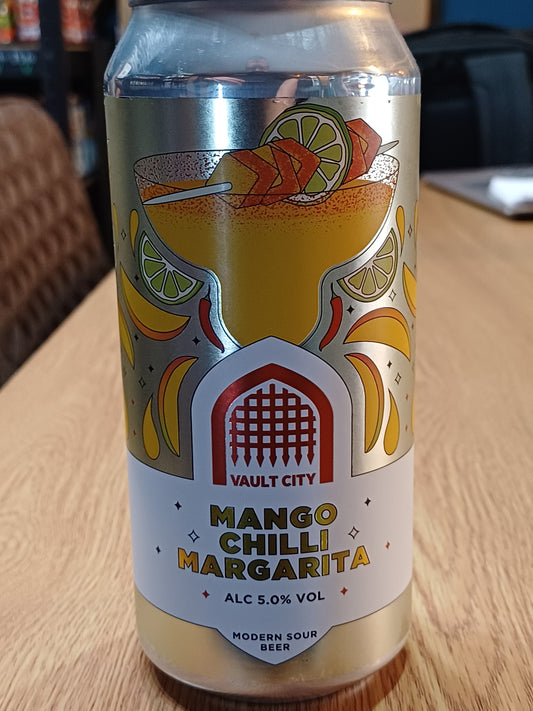 VAULT CITY
MANGO
CHILLI
MARGARITA
ALC 5.0% VOL
MODERN SOUR
BEER